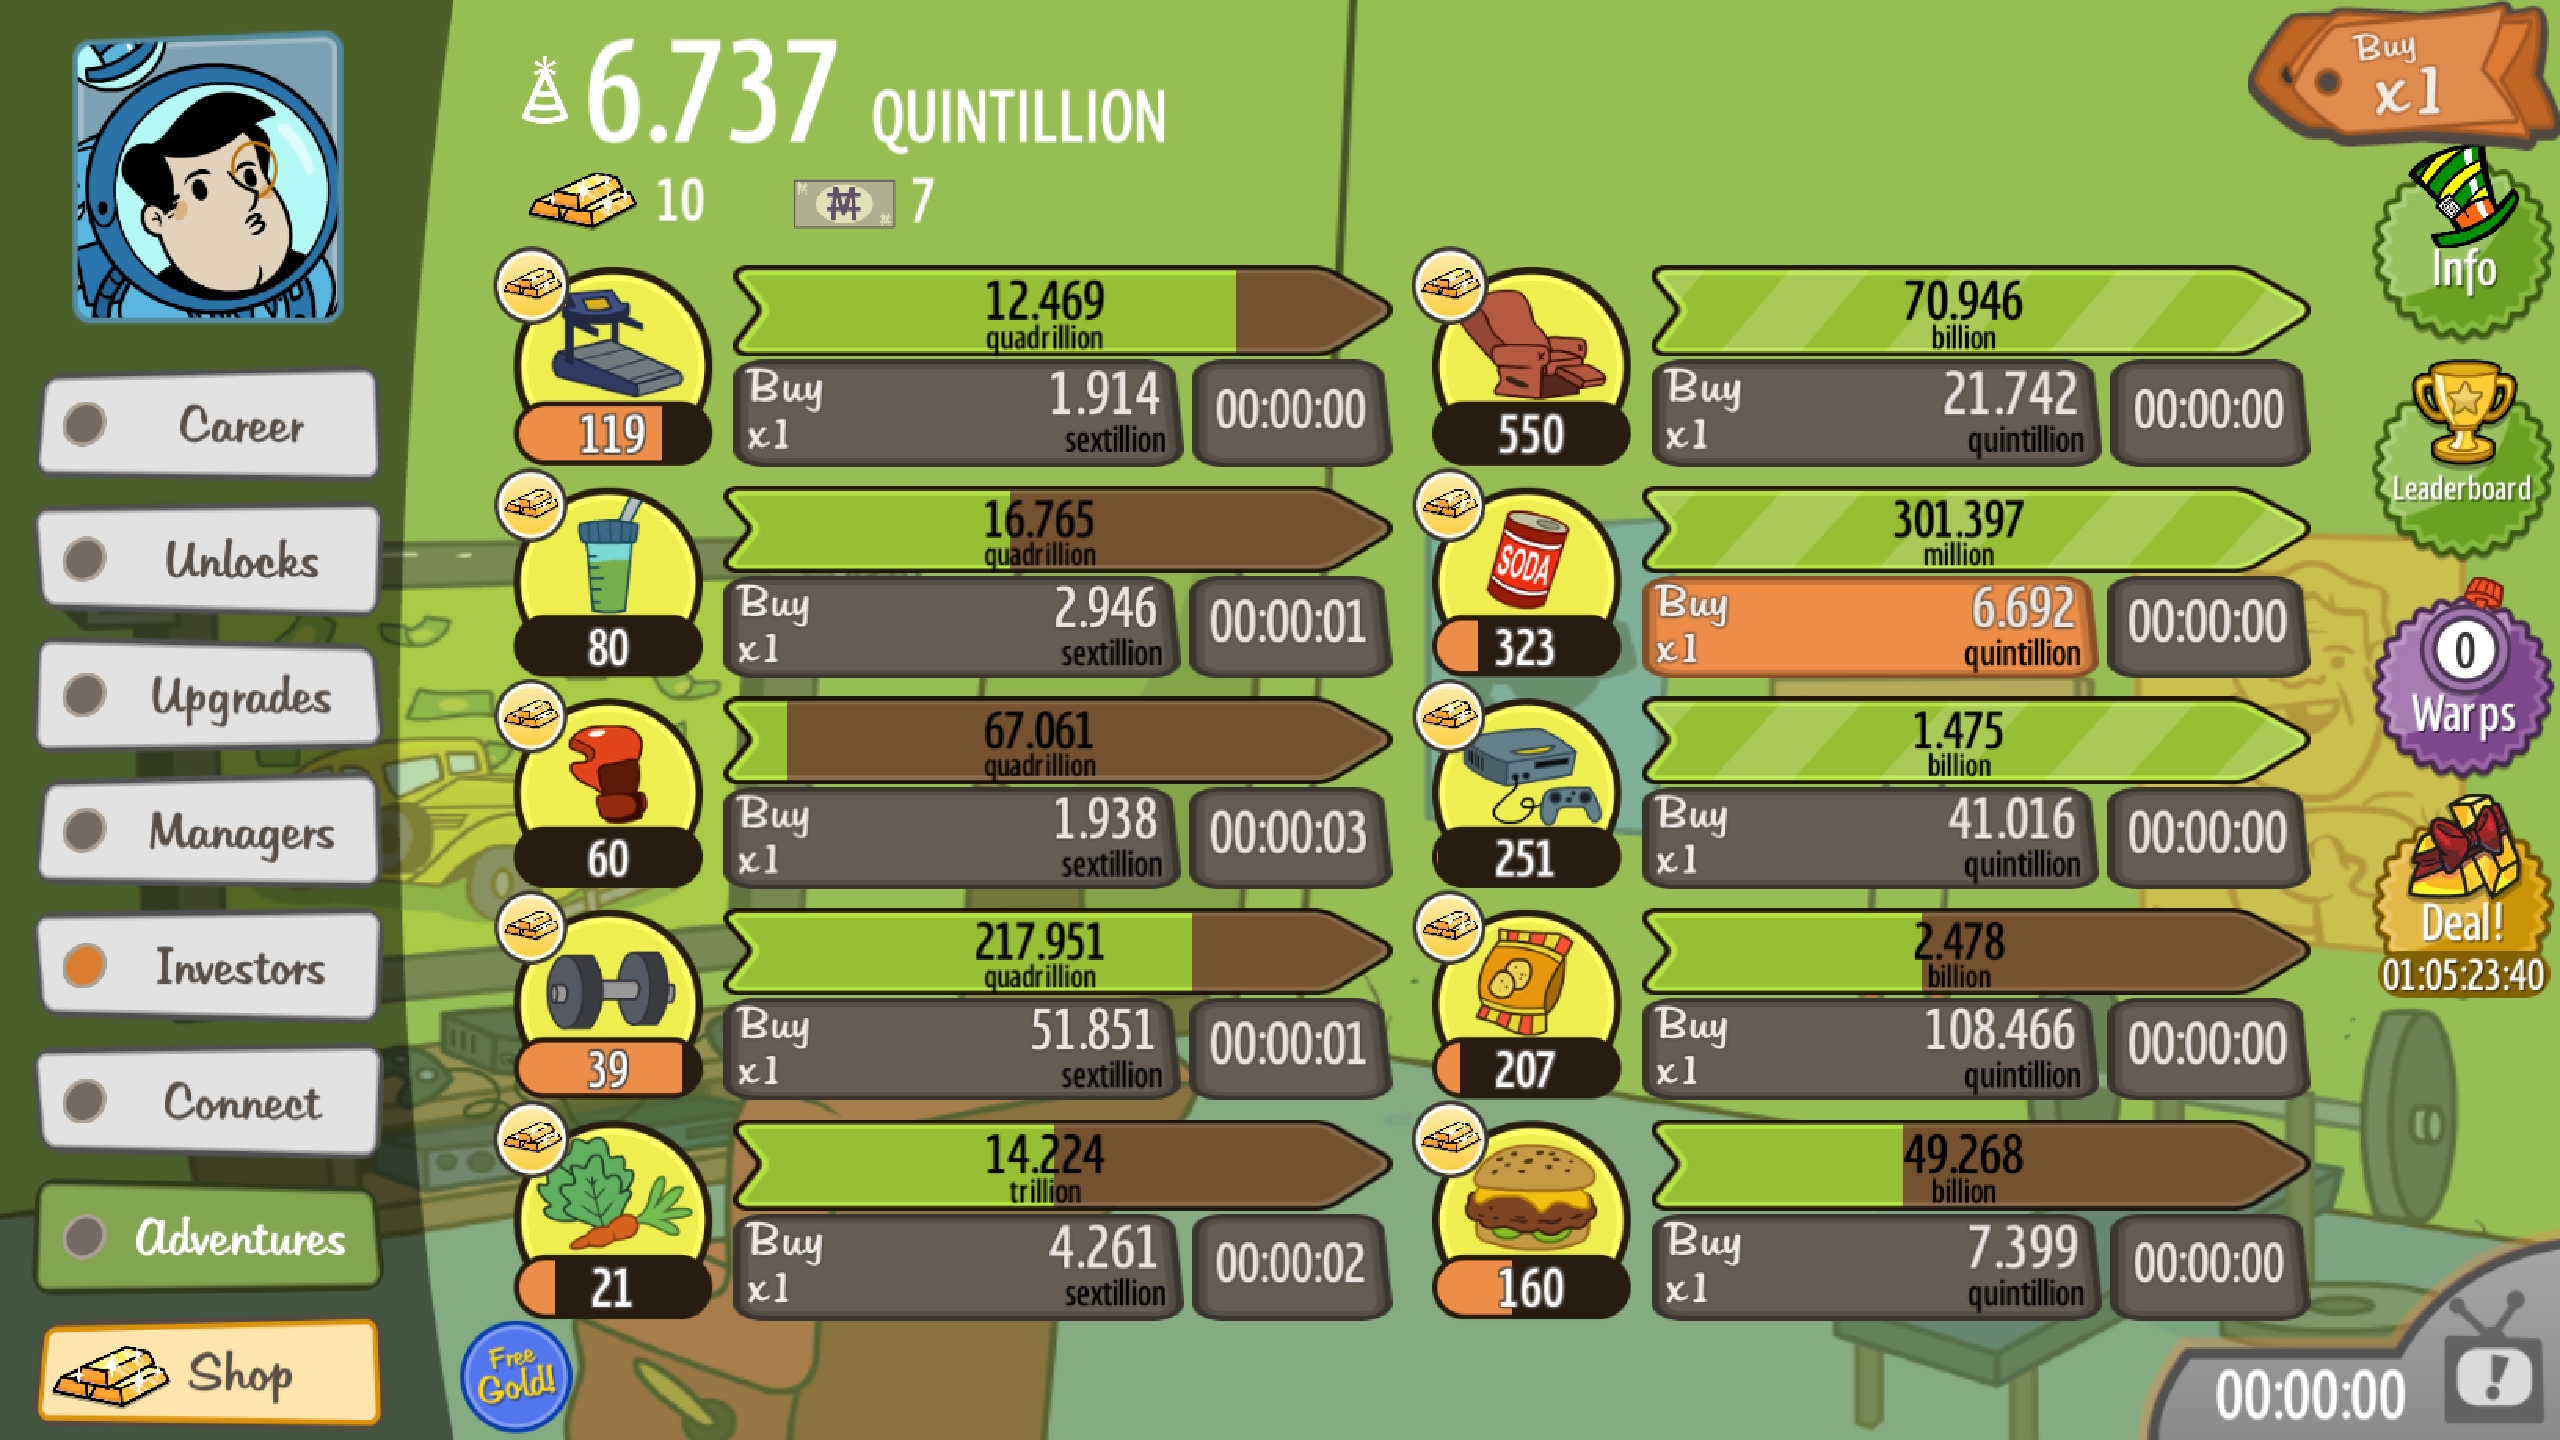 6.737 QUINTILLION
10
7
Buy
x1
Info
Leaderboard
0
Warps
Deal!
01:05:23:40
Career
Unlocks
Upgrades
Managers
Investors
Connect
Adventures
Shop
12.469
quadrillion
119
Buy
x1
1.914
sextillion
00:00:00
16.765
quadrillion
80
Buy
x1
2.946
sextillion
00:00:01
67.061
quadrillion
60
Buy
x1
1.938
sextillion
00:00:03
217.951
quadrillion
39
Buy
x1
51.851
sextillion
00:00:01
14.224
trillion
21
Buy
x1
4.261
sextillion
00:00:02
70.946
billion
550
Buy
x1
21.742
quintillion
00:00:00
301.397
million
SODA
323
Buy
x1
6.692
quintillion
00:00:00
1.475
billion
251
Buy
x1
41.016
quintillion
00:00:00
2.478
billion
207
Buy
x1
108.466
quintillion
00:00:00
49.268
billion
160
Buy
x1
7.399
quintillion
00:00:00
Free
Gold!
00:00:00
!